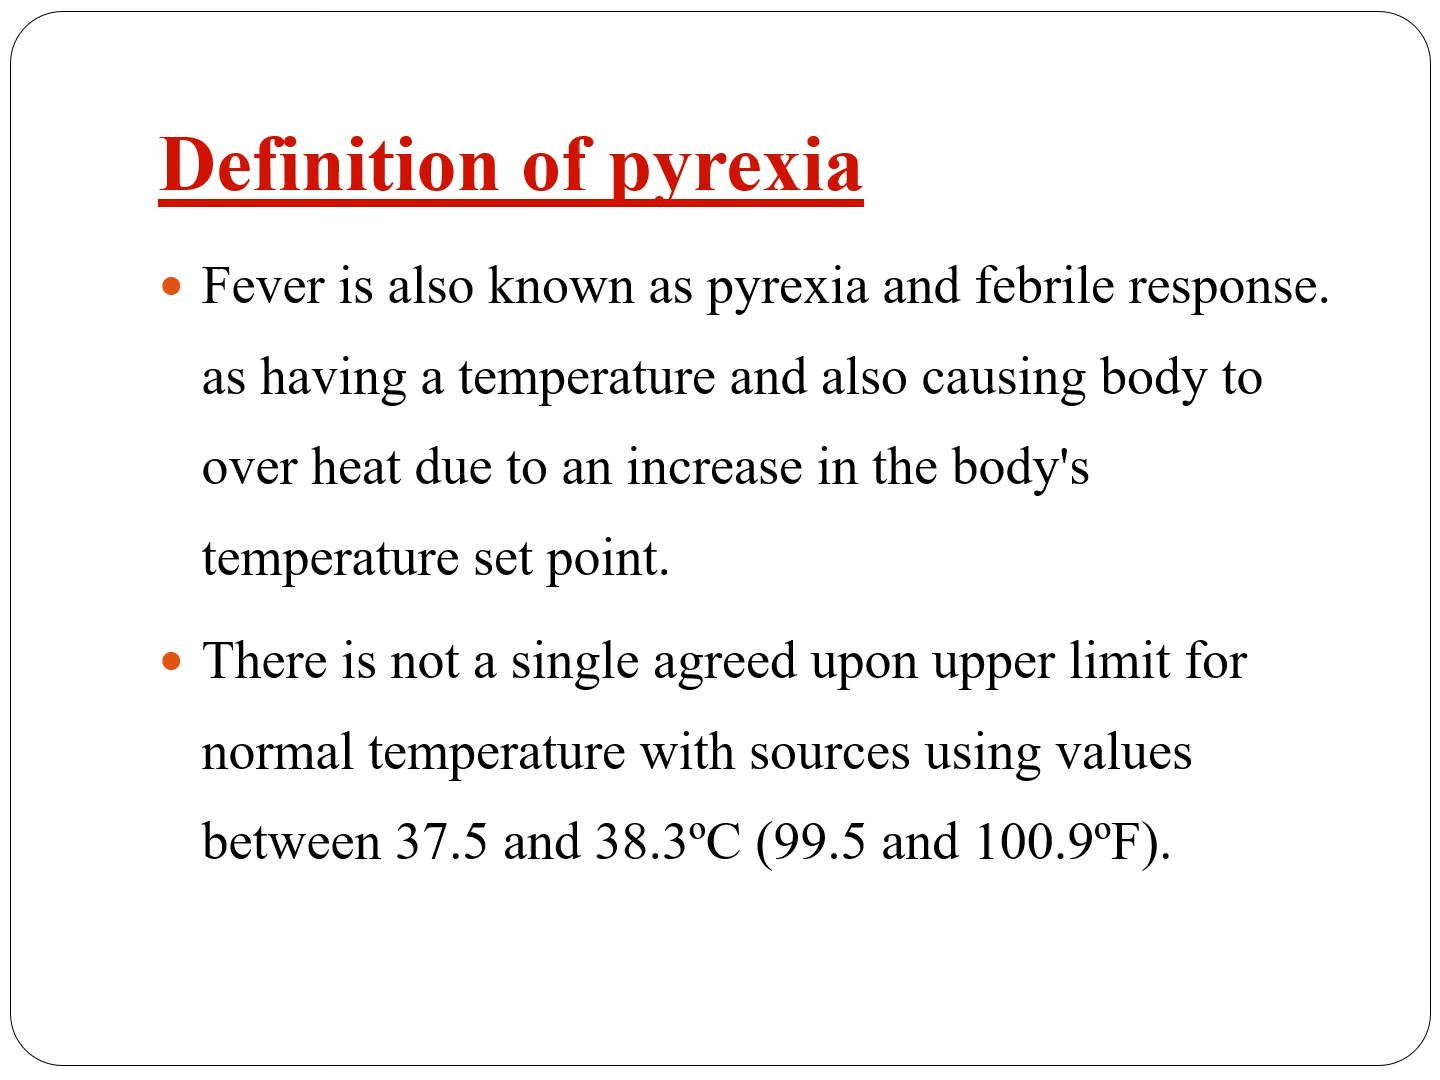 Definition of pyrexia
• Fever is also known as pyrexia and febrile response.
as having a temperature and also causing body to
over heat due to an increase in the body's
temperature set point.
• There is not a single agreed upon upper limit for
normal temperature with sources using values
between 37.5 and 38.3ºC (99.5 and 100.9ºF).